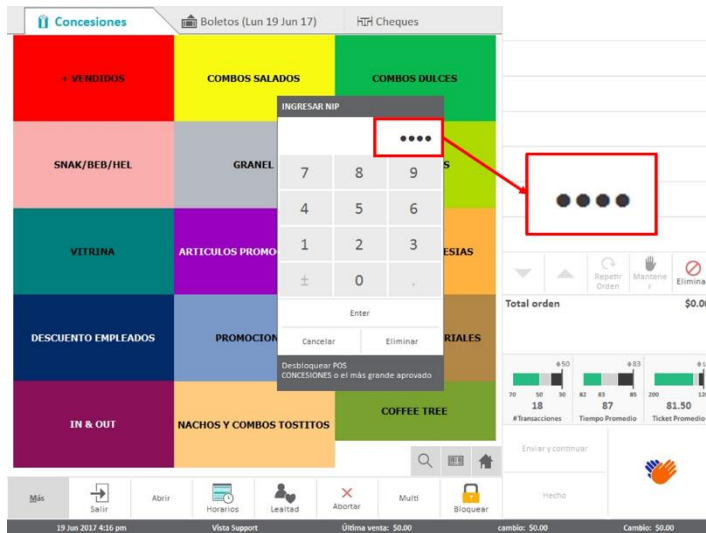 Concesiones
Boletos (Lun 19 Jun 17)
Cheques
+ VENDIDOS
COMBOS SALADOS
COMBOS DULCES
INGRESAR NIP
SNAK/BEB/HEL
GRANEL
S
7 8 9
4 5 6
VITRINA
ARTICULOS PROMO
ESIAS
1 2 3
± 0 .
Repetir
Orden
Mantene
r
Elimina
Enter
Total orden
$0.00
DESCUENTO EMPLEADOS
PROMOCION
RIALES
Cancelar
Eliminar
Desbloquear POS
CONCESIONES o el más grande aprovado
50
83
70 50 30
82 83 85
200
18
87
81.50
#Transacciones
Tiempo Promedio
Ticket Promedio
IN & OUT
NACHOS Y COMBOS TOSTITOS
COFFEE TREE
Enviar y continuar
Hecho
Más
Salir
Abrir
Horarios
Lealtad
Abortar
Multi
Bloquear
19 Jun 2017 4:16 pm
Vista Support
Última venta: $0.00
cambio: $0.00
Cambio: $0.00